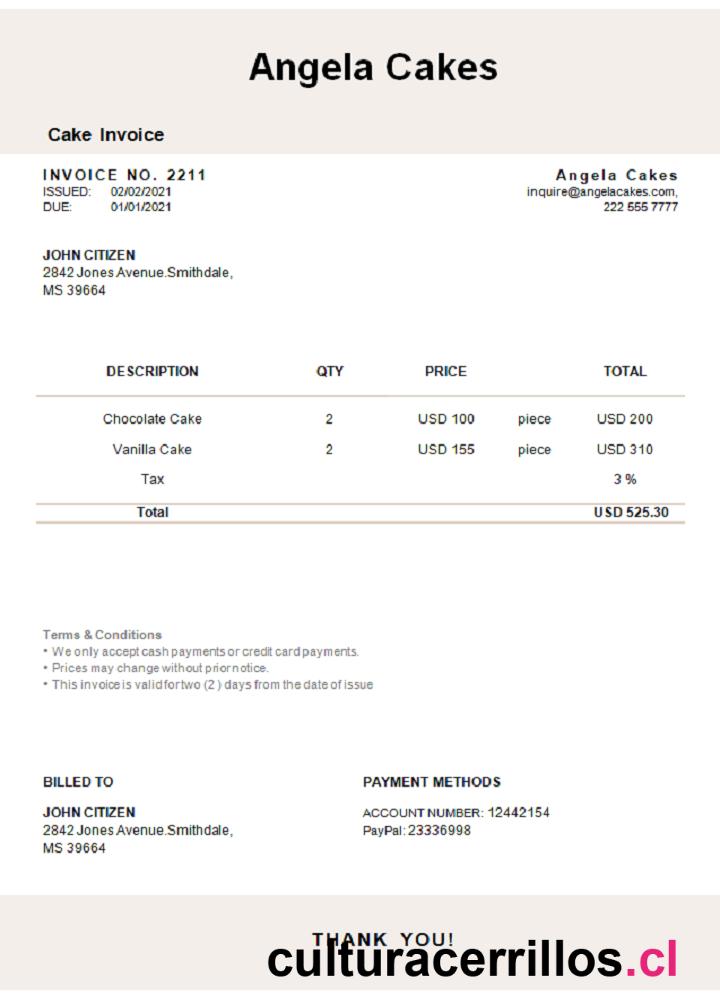 Angela Cakes
Cake Invoice
INVOICE NO. 2211
ISSUED: 02/02/2021
DUE: 01/01/2021
Angela Cakes
inquire@angelacakes.com,
222 555 7777
JOHN CITIZEN
2842 Jones Avenue.Smithdale,
MS 39664
DESCRIPTION QTY PRICE TOTAL
Chocolate Cake 2 USD 100 piece USD 200
Vanilla Cake 2 USD 155 piece USD 310
Tax 3 %
Total USD 525.30
Terms & Conditions
• We only accept cash payments or credit card payments.
• Prices may change without prior notice.
• This invoice is valid for two (2) days from the date of issue
BILLED TO
JOHN CITIZEN
2842 Jones Avenue.Smithdale,
MS 39664
PAYMENT METHODS
ACCOUNT NUMBER: 12442154
PayPal: 23336998
THANK YOU!
culturacerrillos.cl